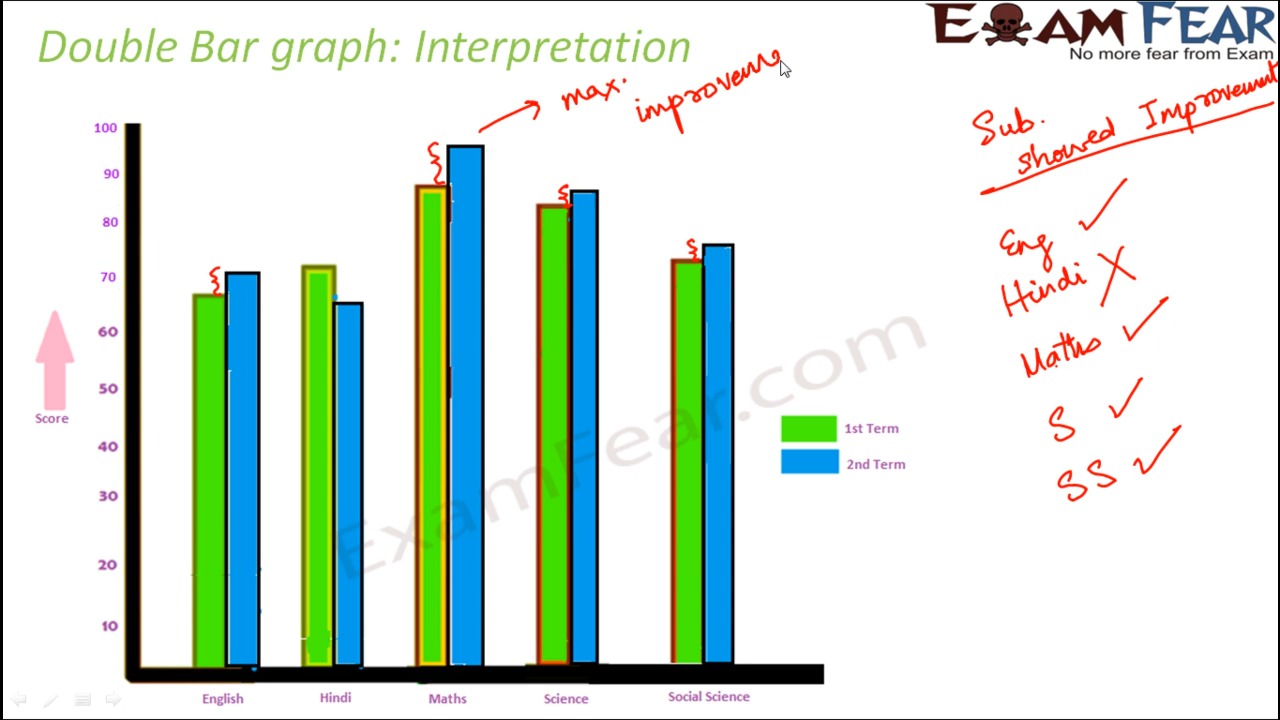 Double Bar graph: Interpretation
EXAM FEAR
No more fear from Exam
max. improvem
Sub.
showed Improvement
100
90
80
70
60
50
40
30
20
10
Score
Eng ✓
Hindi X
Maths ✓
S ✓
SS ✓
1st Term
2nd Term
ExamFear.com
English Hindi Maths Science Social Science